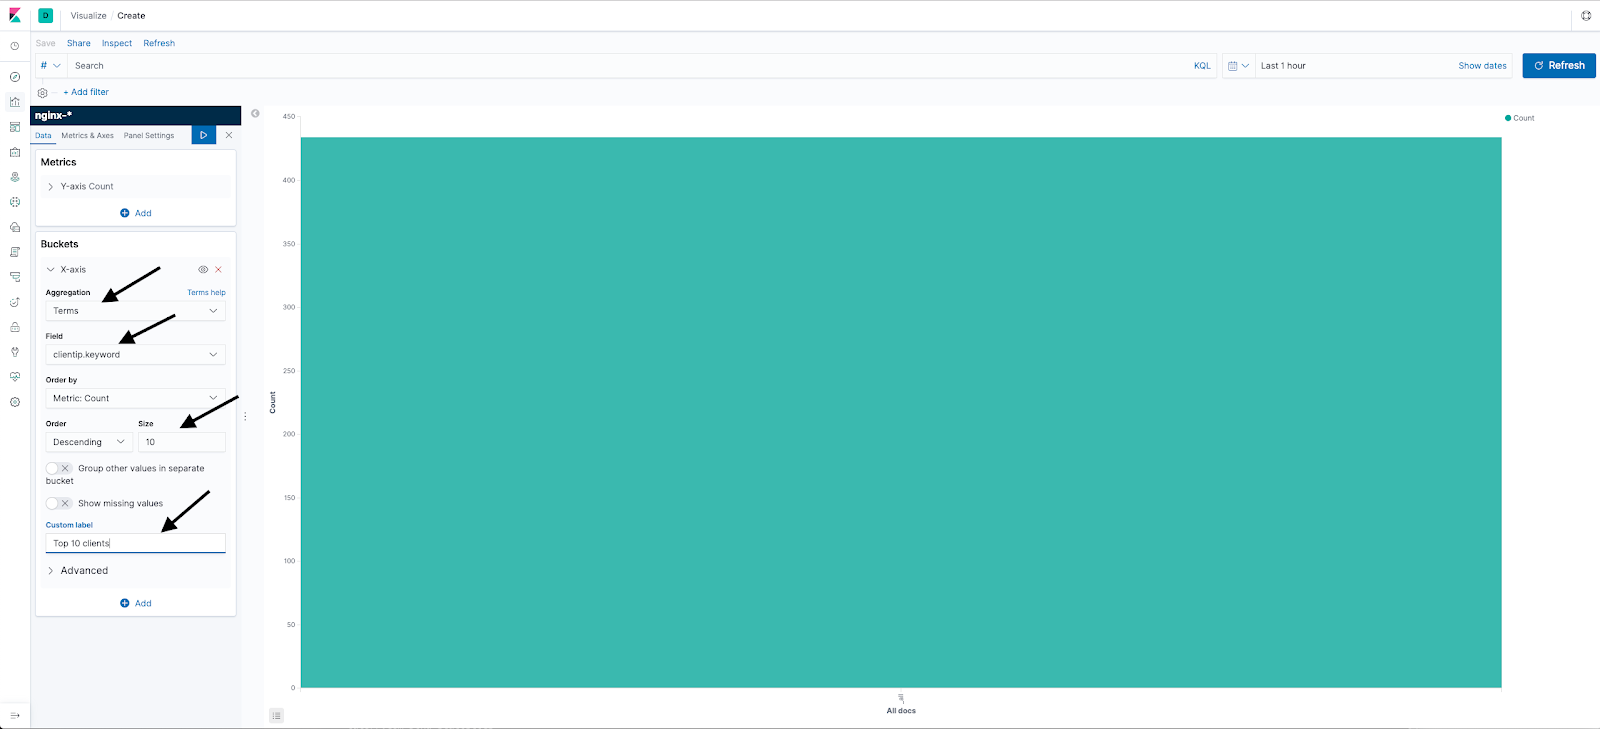 D Visualize / Create
Save Share Inspect Refresh
# Search KQL Last 1 hour Show dates Refresh
+ Add filter
nginx-*
Data Metrics & Axes Panel Settings
Metrics
Y-axis Count
Add
Buckets
X-axis
Aggregation Terms help
Terms
Field
clientip.keyword
Order by
Metric: Count
Order Size
Descending 10
Group other values in separate
bucket
Show missing values
Custom label
Top 10 clients
Advanced
Add
450
400
350
300
250
200
150
100
50
0
Count
All docs
Count